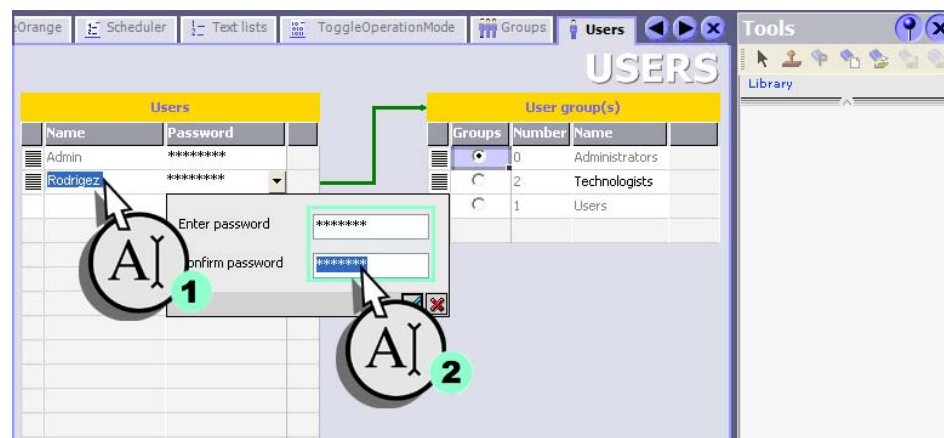 eOrange Scheduler Text lists ToggleOperationMode Groups Users Tools
USERS
Library
Users User group(s)
Name Password Groups Number Name
Admin ******** 0 Administrators
Rodrigez ******** 2 Technologists
1 Users
Enter password *******
onfirm password *******
A 1
A 2